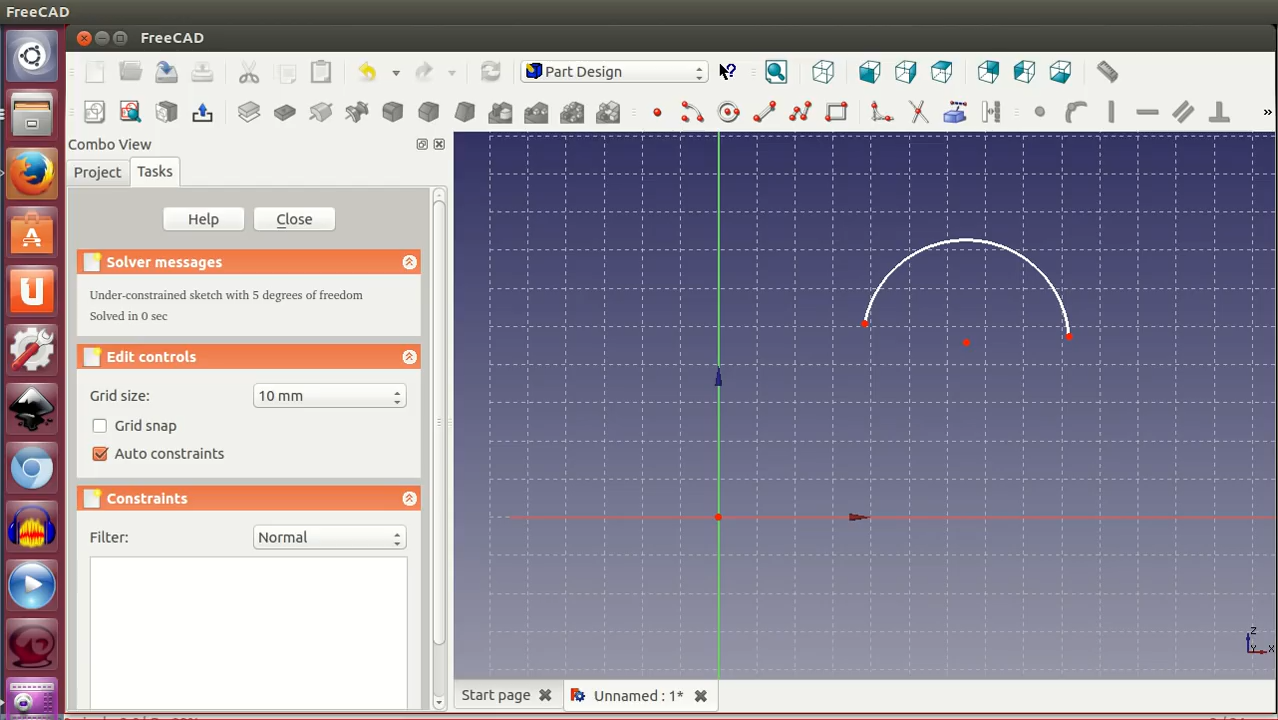 FreeCAD
FreeCAD
Part Design
Combo View
Project
Tasks
Help
Close
Solver messages
Under-constrained sketch with 5 degrees of freedom
Solved in 0 sec
Edit controls
Grid size:
10 mm
Grid snap
Auto constraints
Constraints
Filter:
Normal
Z
Y
X
Start page
Unnamed : 1*